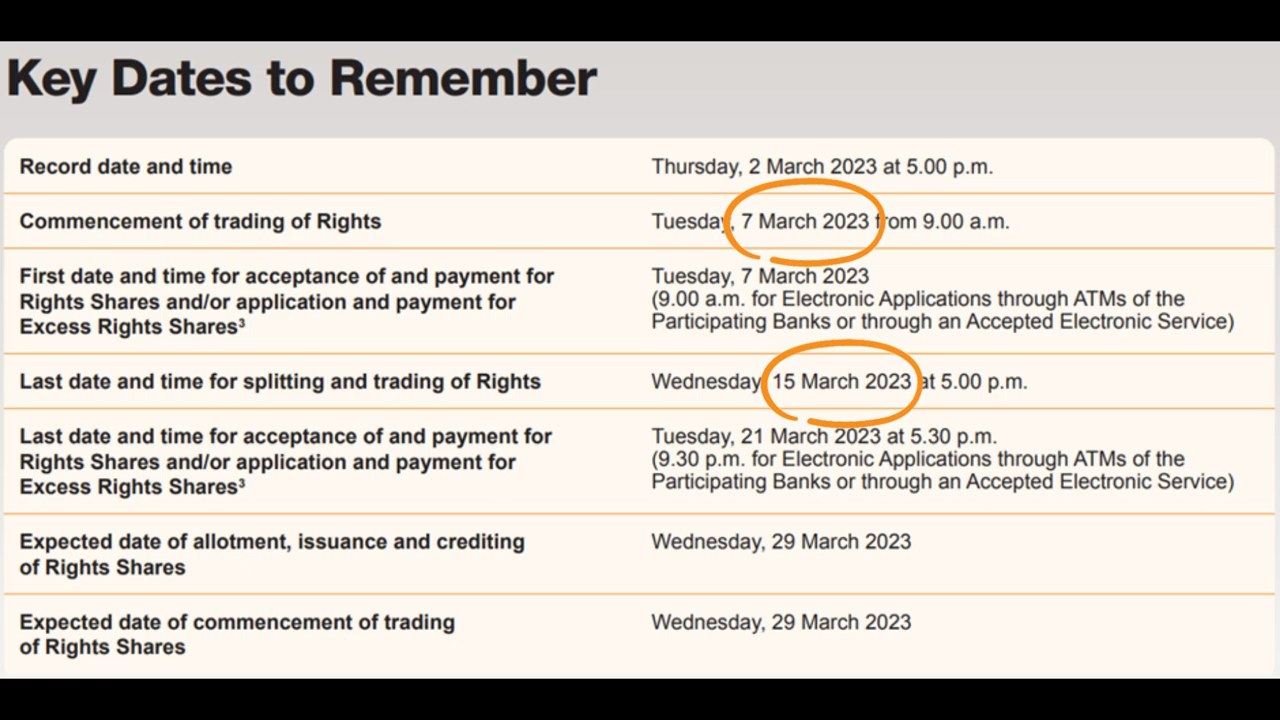 Key Dates to Remember
Record date and time
Thursday, 2 March 2023 at 5.00 p.m.
Commencement of trading of Rights
Tuesday, 7 March 2023 from 9.00 a.m.
First date and time for acceptance of and payment for
Rights Shares and/or application and payment for
Excess Rights Shares³
Tuesday, 7 March 2023
(9.00 a.m. for Electronic Applications through ATMs of the
Participating Banks or through an Accepted Electronic Service)
Last date and time for splitting and trading of Rights
Wednesday, 15 March 2023 at 5.00 p.m.
Last date and time for acceptance of and payment for
Rights Shares and/or application and payment for
Excess Rights Shares³
Tuesday, 21 March 2023 at 5.30 p.m.
(9.30 p.m. for Electronic Applications through ATMs of the
Participating Banks or through an Accepted Electronic Service)
Expected date of allotment, issuance and crediting
of Rights Shares
Wednesday, 29 March 2023
Expected date of commencement of trading
of Rights Shares
Wednesday, 29 March 2023